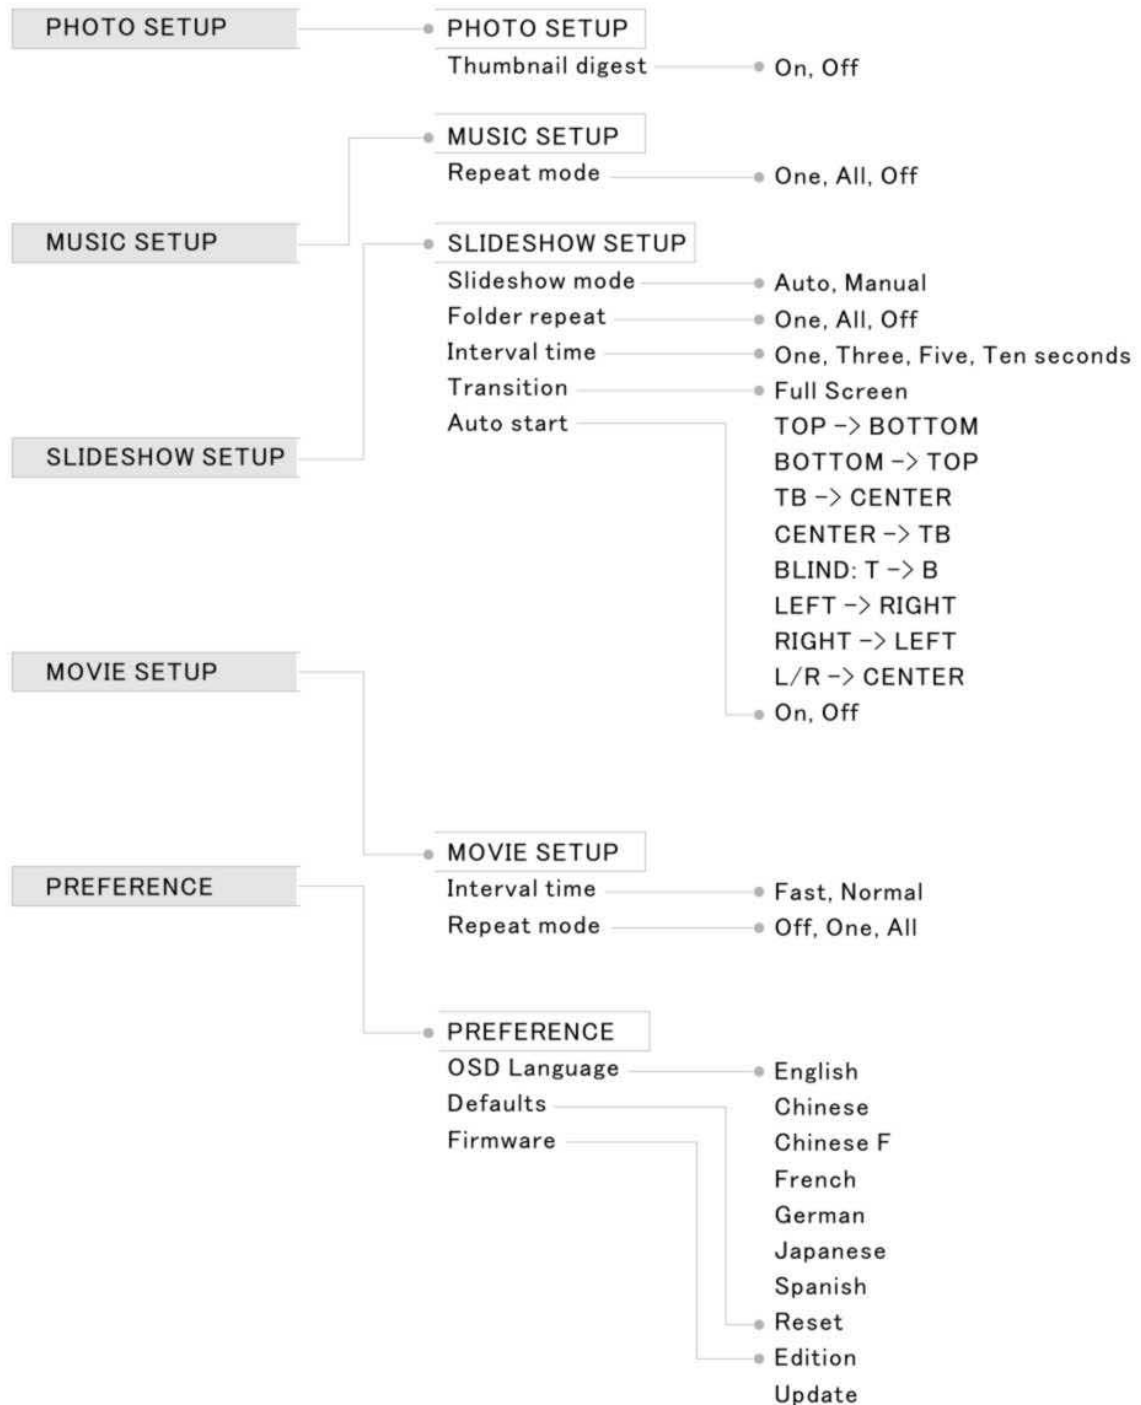 PHOTO SETUP
PHOTO SETUP
Thumbnail digest
On, Off
MUSIC SETUP
MUSIC SETUP
Repeat mode
One, All, Off
SLIDESHOW SETUP
SLIDESHOW SETUP
Slideshow mode
Auto, Manual
Folder repeat
One, All, Off
Interval time
One, Three, Five, Ten seconds
Transition
Full Screen
TOP -> BOTTOM
BOTTOM -> TOP
TB -> CENTER
CENTER -> TB
BLIND: T -> B
LEFT -> RIGHT
RIGHT -> LEFT
L/R -> CENTER
Auto start
On, Off
MOVIE SETUP
MOVIE SETUP
Interval time
Fast, Normal
Repeat mode
Off, One, All
PREFERENCE
PREFERENCE
OSD Language
English
Chinese
Chinese F
French
German
Japanese
Spanish
Defaults
Reset
Firmware
Edition
Update